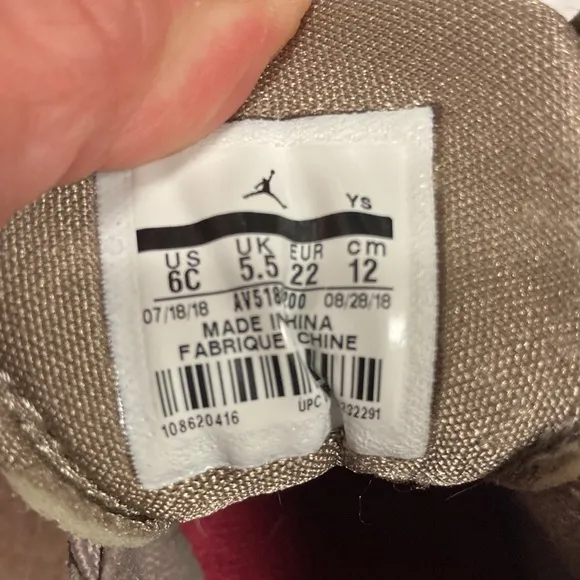 YS
US UK EUR cm
6C 5.5 22 12
07/18/18 08/28/18
MADE IN
FABRIQUE CHINE
108620416 UPC